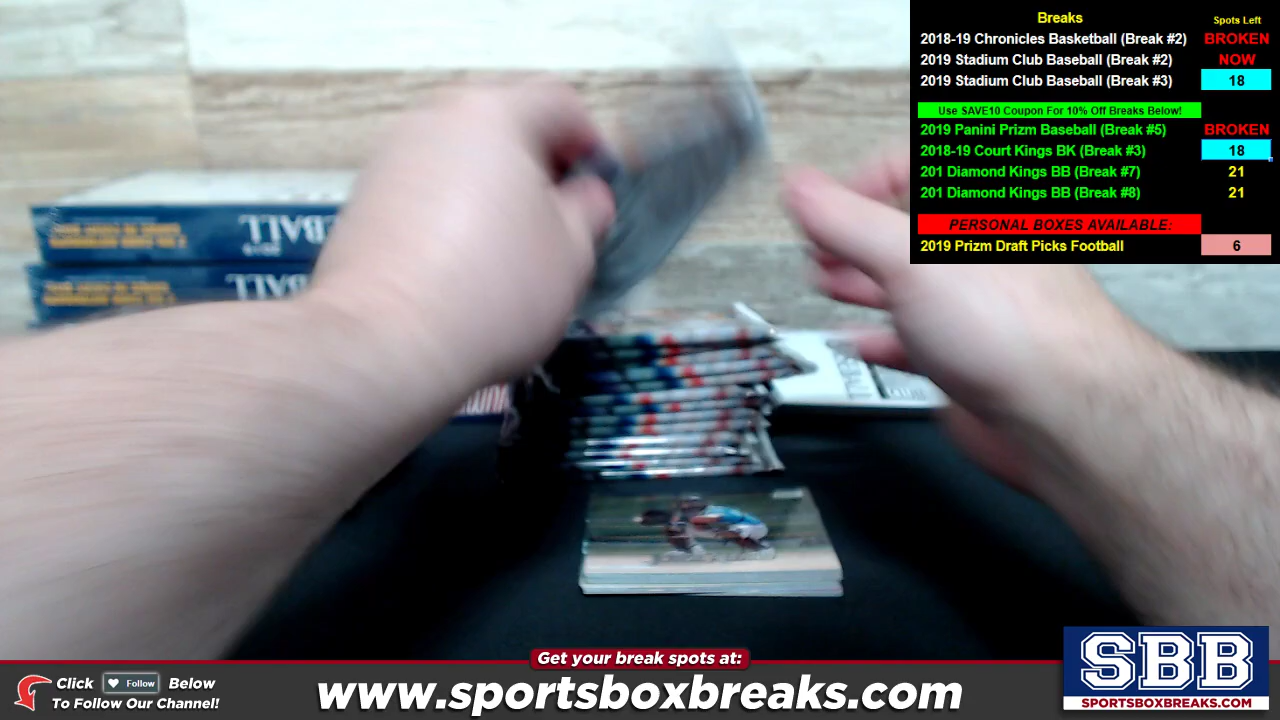 Breaks Spots Left
2018-19 Chronicles Basketball (Break #2) BROKEN
2019 Stadium Club Baseball (Break #2) NOW
2019 Stadium Club Baseball (Break #3) 18
Use SAVE10 Coupon For 10% Off Breaks Below!
2019 Panini Prizm Baseball (Break #5) BROKEN
2018-19 Court Kings BK (Break #3) 18
201 Diamond Kings BB (Break #7) 21
201 Diamond Kings BB (Break #8) 21
PERSONAL BOXES AVAILABLE:
2019 Prizm Draft Picks Football 6
Get your break spots at:
Click Follow Below
To Follow Our Channel!
www.sportsboxbreaks.com
SBB
SPORTSBOXBREAKS.COM